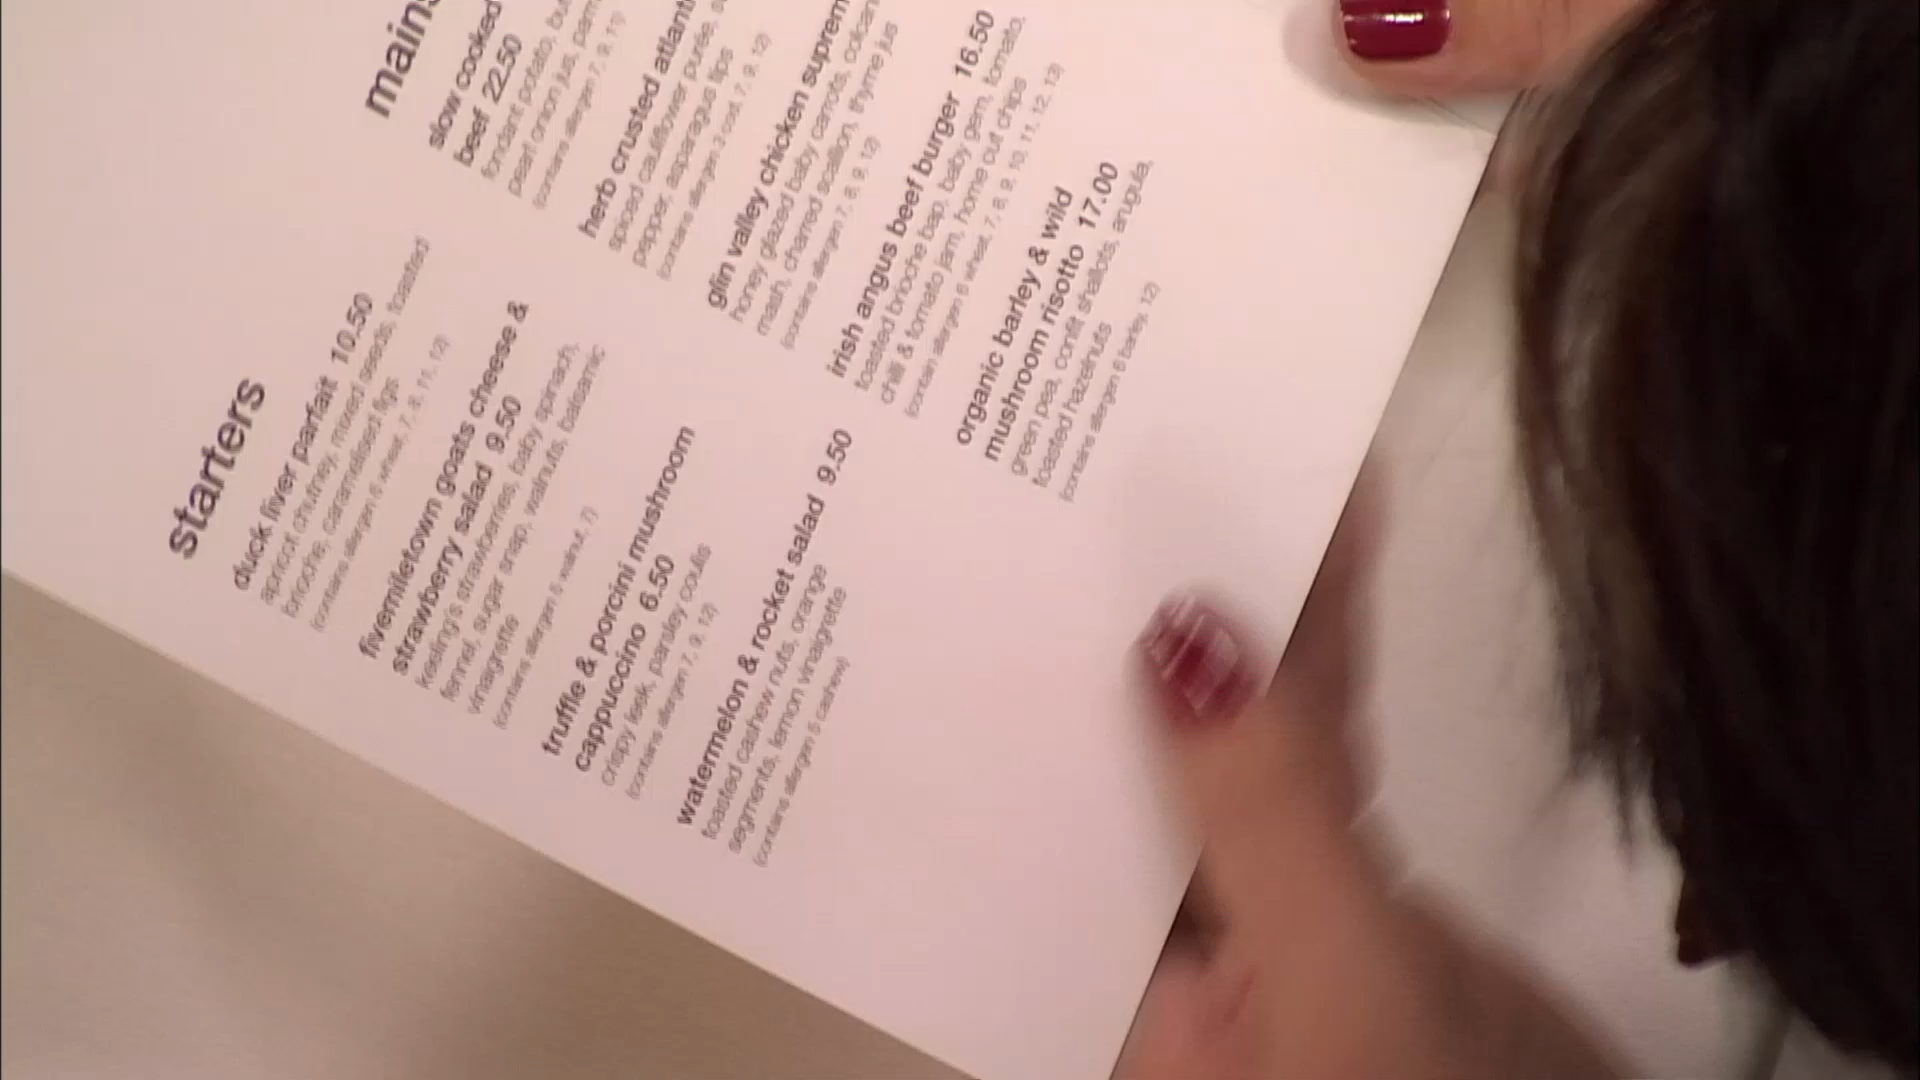 starters
duck liver parfait 10.50
apricot chutney, mixed seeds, toasted
brioche, caramelised figs
(contains allergen 6 wheat, 7, 8, 11, 12)
fivemiletown goats cheese &
strawberry salad 9.50
keeling's strawberries, baby spinach,
fennel, sugar snap, walnuts, balsamic
vinaigrette
(contains allergen 5 walnut, 7)
truffle & porcini mushroom
cappuccino 6.50
crispy leek, parsley coulis
(contains allergen 7, 9, 12)
watermelon & rocket salad 9.50
toasted cashew nuts, orange
segments, lemon vinaigrette
(contains allergen 5 cashew)
mains
slow cooked
beef 22.50
fondant potato,
pearl onion jus,
(contains allergen 7, 9, 11)
herb crusted
spiced cauliflower purée,
pepper, asparagus tips
(contains allergen 3 cod, 7, 9, 12)
glin valley chicken
honey glazed baby carrots,
mash, charred scallion, thyme jus
(contains allergen 7, 8, 9, 12)
irish angus beef burger 16.50
toasted brioche bap, baby gem, tomato,
chilli & tomato jam, home cut chips
(contain allergen 6 wheat, 7, 8, 9, 10, 11, 12, 13)
organic barley & wild
mushroom risotto 17.00
green pea, confit shallots, arugula,
toasted hazelnuts
(contains allergen 6 barley, 12)